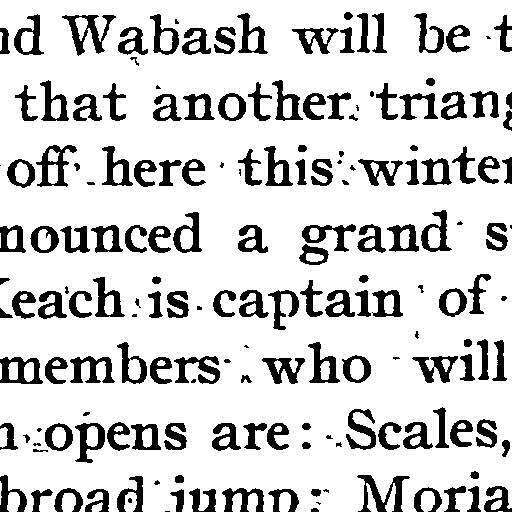 nd Wabash will be t
that another triang
off here this winter
nounced a grand s
Keach is captain of
members who will
n opens are: Scales,
broad jump; Moria